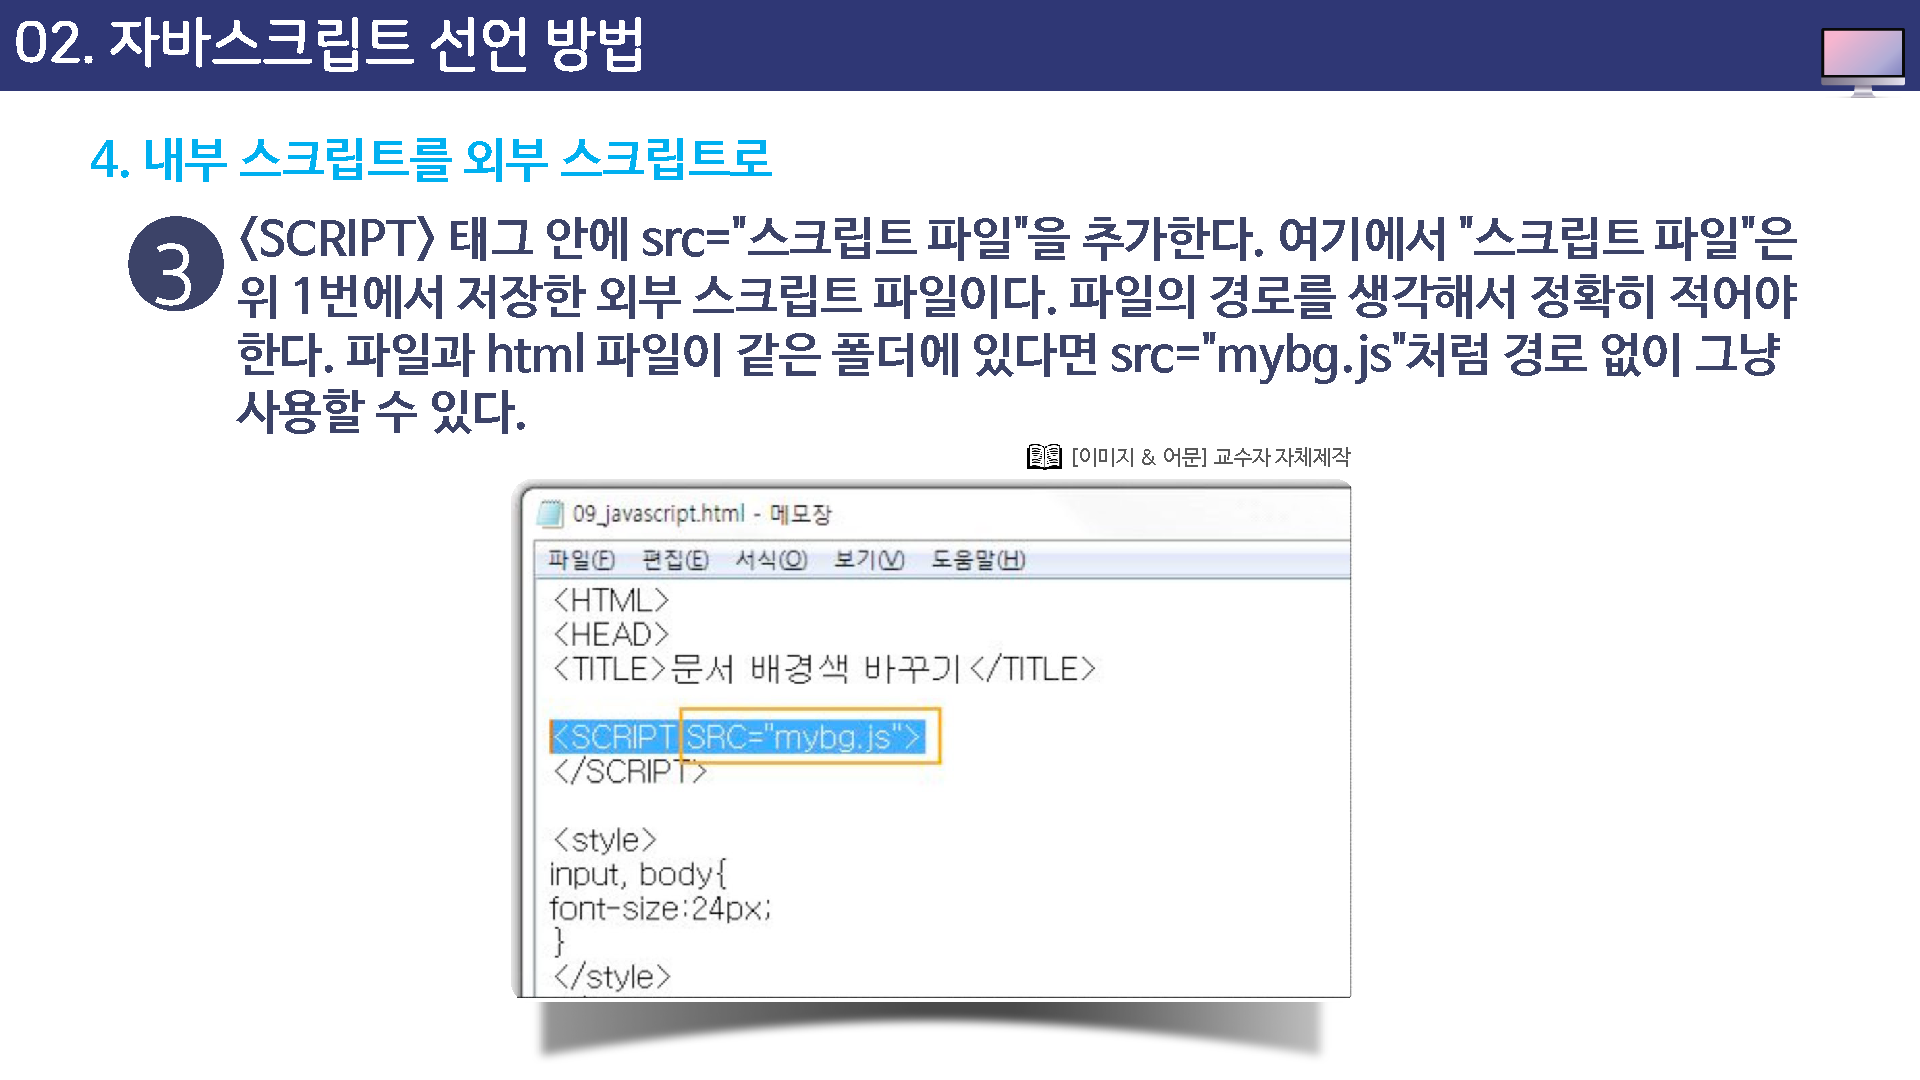 02. 자바스크립트 선언 방법
4. 내부 스크립트를 외부 스크립트로
3
<SCRIPT> 태그 안에 src="스크립트 파일"을 추가한다. 여기에서 "스크립트 파일"은
위 1번에서 저장한 외부 스크립트 파일이다. 파일의 경로를 생각해서 정확히 적어야
한다. 파일과 html 파일이 같은 폴더에 있다면 src="mybg.js"처럼 경로 없이 그냥
사용할 수 있다.
[이미지 & 어문] 교수자 자체제작
09_javascript.html - 메모장
파일(F) 편집(E) 서식(O) 보기(V) 도움말(H)
<HTML>
<HEAD>
<TITLE>문서 배경색 바꾸기</TITLE>
<SCRIPT SRC="mybg.js">
</SCRIPT>
<style>
input, body{
font-size:24px;
}
</style>